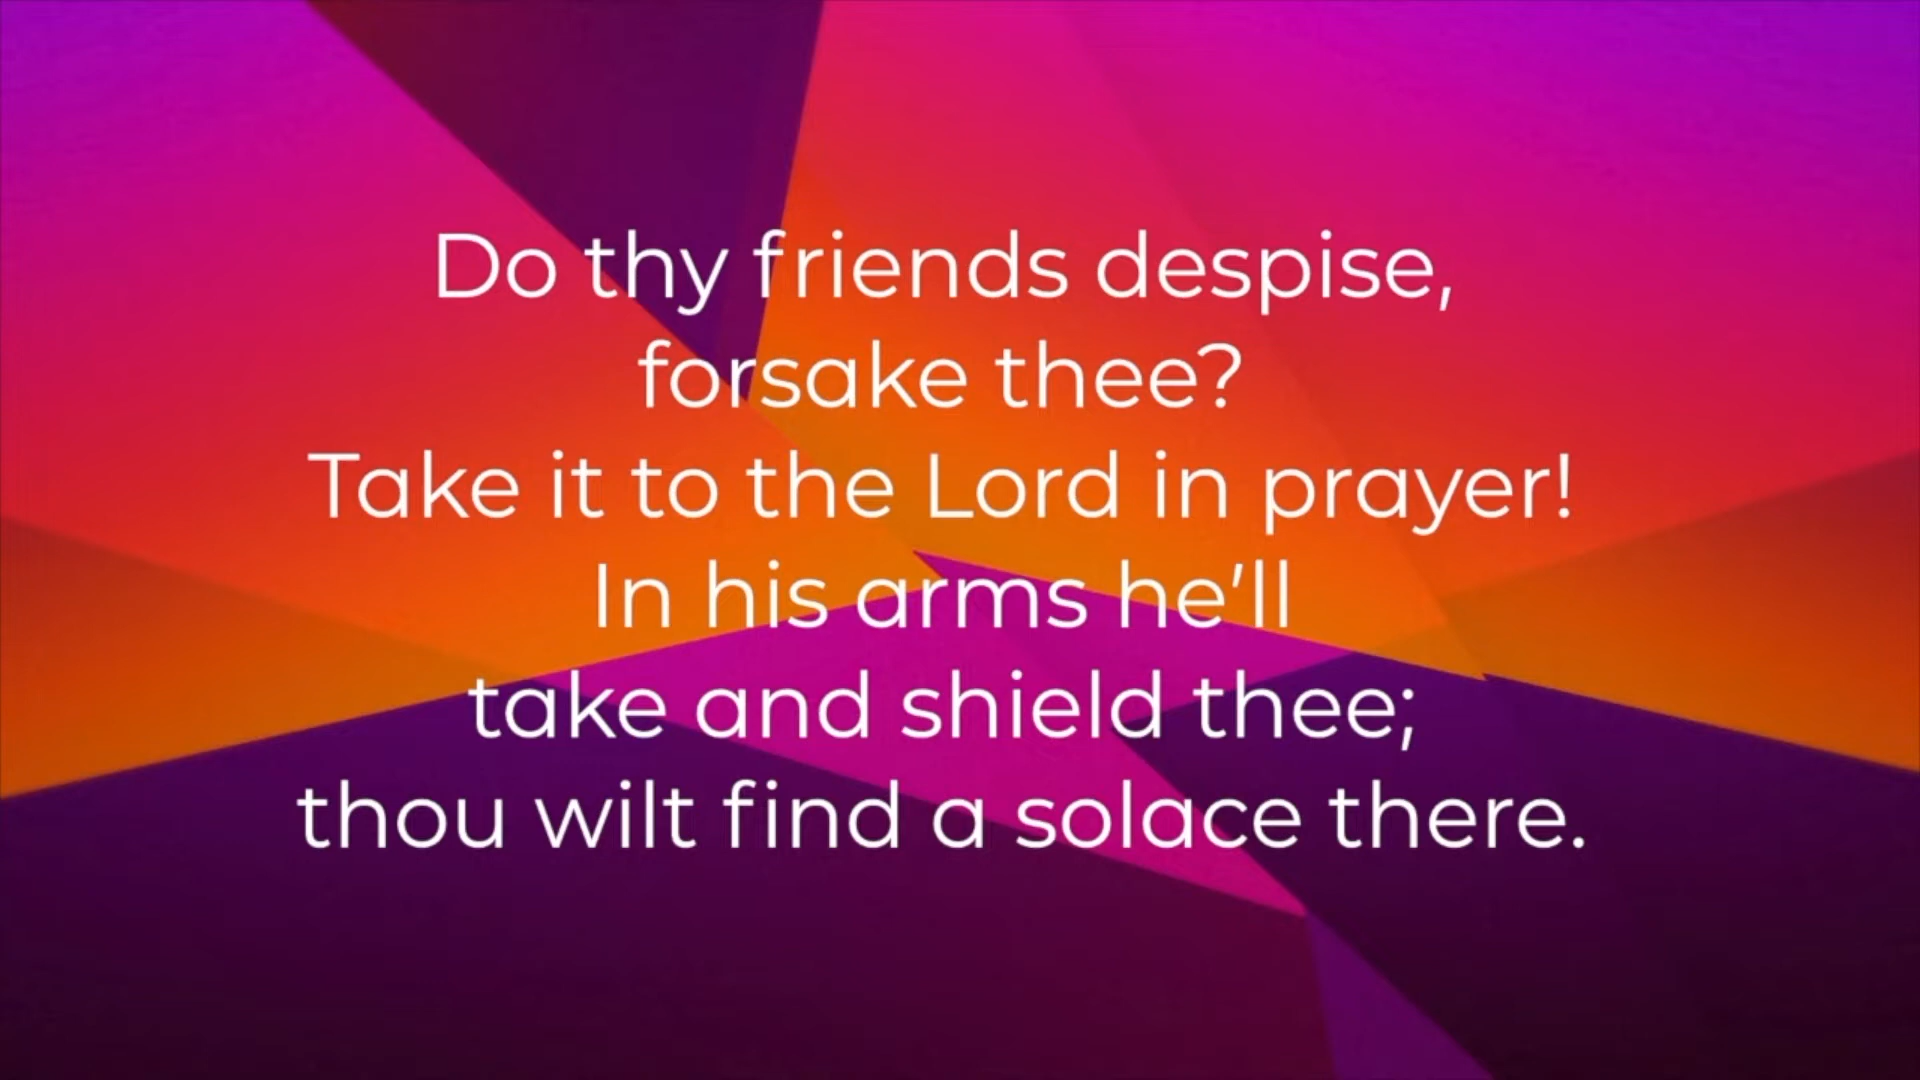 Do thy friends despise,
forsake thee?
Take it to the Lord in prayer!
In his arms he'll
take and shield thee;
thou wilt find a solace there.